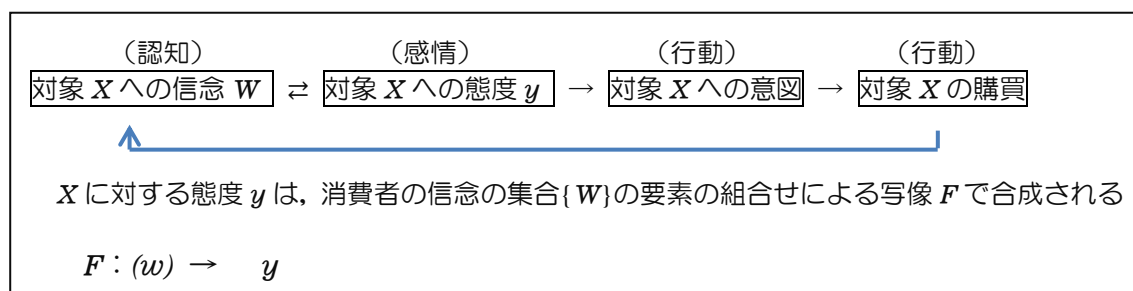 （認知） （感情） （行動） （行動）
対象 X への信念 W ⇄ 対象 X への態度 y → 対象 X への意図 → 対象 X の購買
X に対する態度 y は, 消費者の信念の集合{W}の要素の組合せによる写像 F で合成される
F：(w) → y